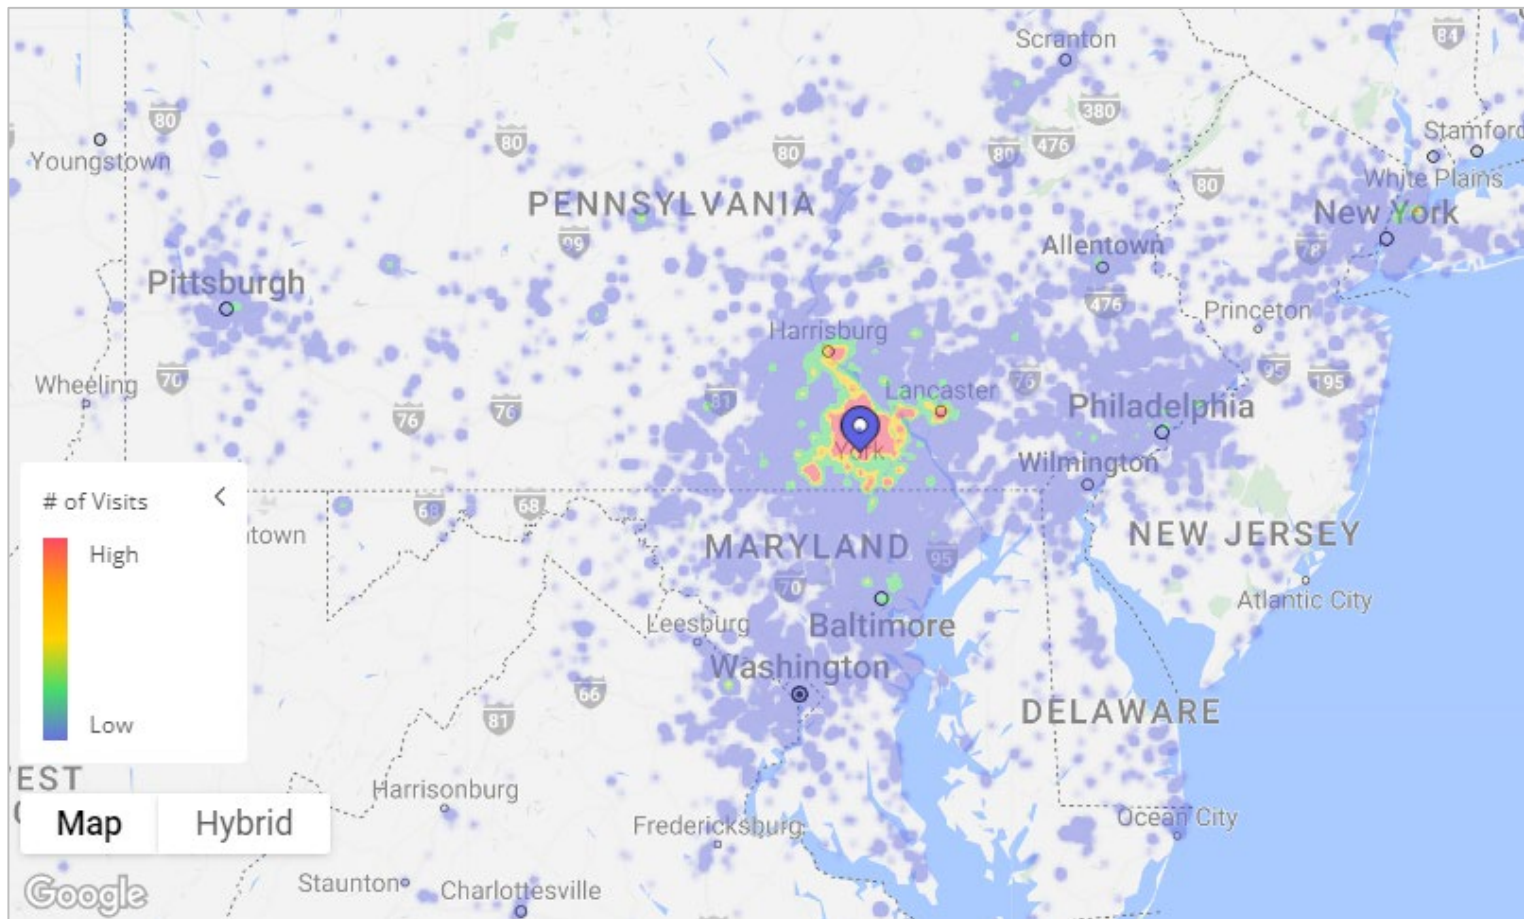 Scranton
84
80
380
Youngstown
80
80
80
476
Stamford
White Plains
80
PENNSYLVANIA
New York
99
Allentown
78
Pittsburgh
476
Princeton
Harrisburg
70
Wheeling
76
76
81
Lancaster
76
95
195
Philadelphia
York
Wilmington
# of Visits
High
Low
68
68
ntown
MARYLAND
95
NEW JERSEY
70
Atlantic City
Leesburg
Baltimore
Washington
66
81
DELAWARE
EST
Harrisonburg
Map
Hybrid
Fredericksburg
Ocean City
Google
Staunton
Charlottesville